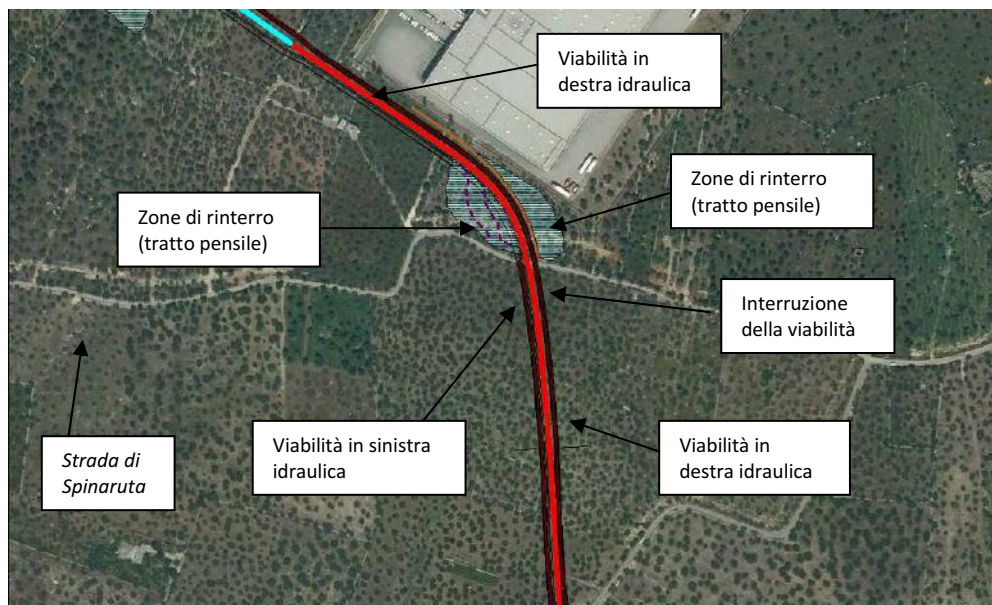 Viabilità in
destra idraulica
Zone di rinterro
(tratto pensile)
Zone di rinterro
(tratto pensile)
Interruzione
della viabilità
Strada di
Spinaruta
Viabilità in sinistra
idraulica
Viabilità in
destra idraulica